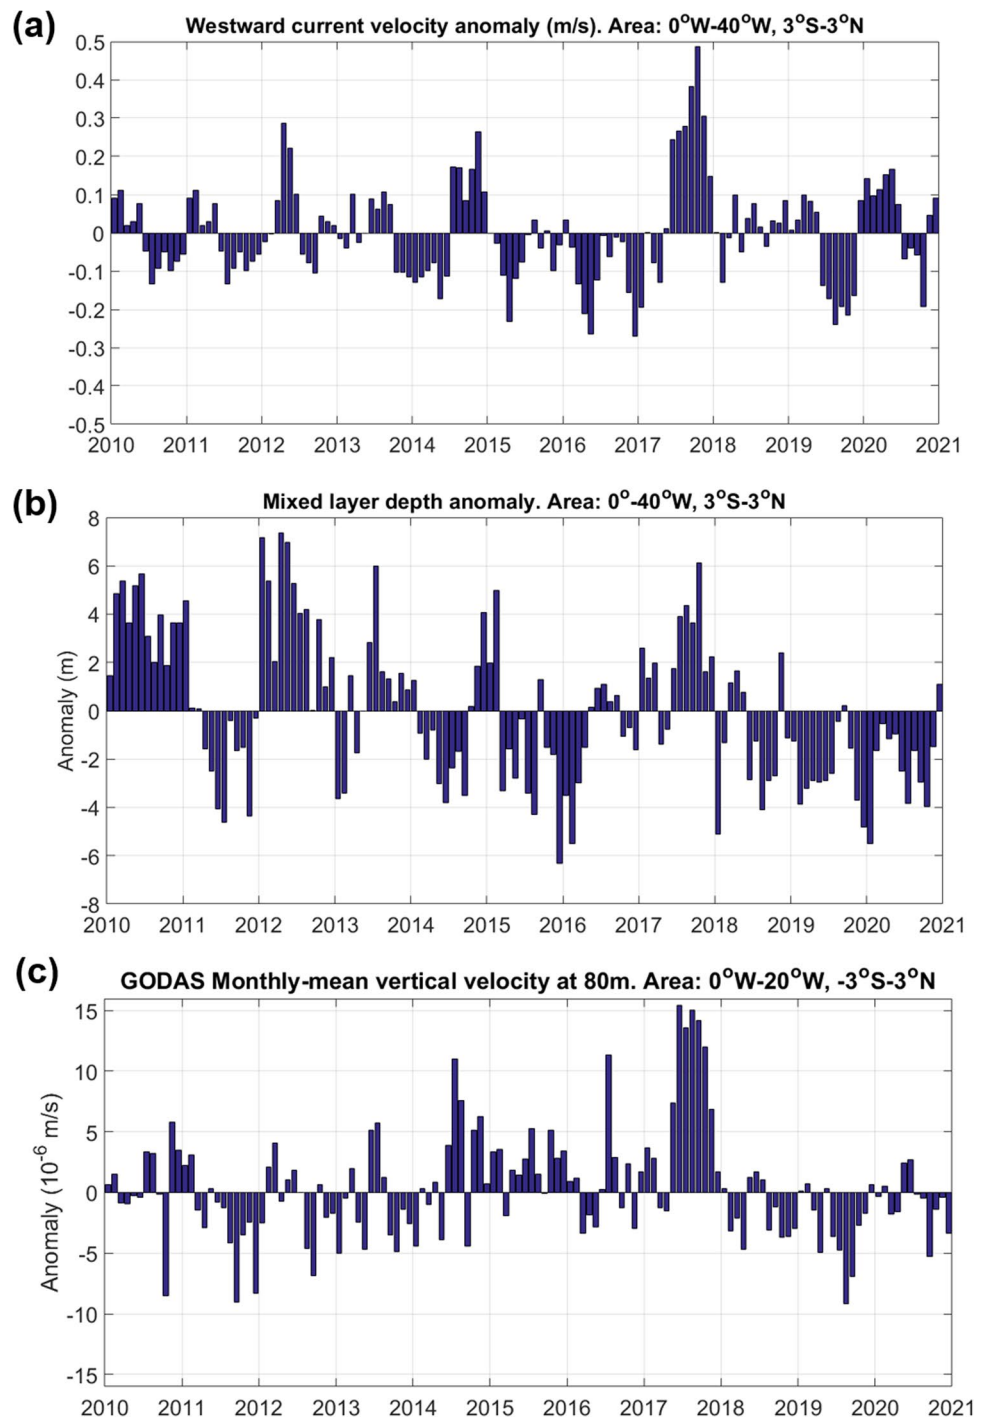 (a)
Westward current velocity anomaly (m/s). Area: 0°W-40°W, 3°S-3°N
0.5
0.4
0.3
0.2
0.1
0
-0.1
-0.2
-0.3
-0.4
-0.5
2010 2011 2012 2013 2014 2015 2016 2017 2018 2019 2020 2021
(b)
Mixed layer depth anomaly. Area: 0°-40°W, 3°S-3°N
Anomaly (m)
8
6
4
2
0
-2
-4
-6
-8
2010 2011 2012 2013 2014 2015 2016 2017 2018 2019 2020 2021
(c)
GODAS Monthly-mean vertical velocity at 80m. Area: 0°W-20°W, -3°S-3°N
Anomaly (10⁻⁶ m/s)
15
10
5
0
-5
-10
-15
2010 2011 2012 2013 2014 2015 2016 2017 2018 2019 2020 2021